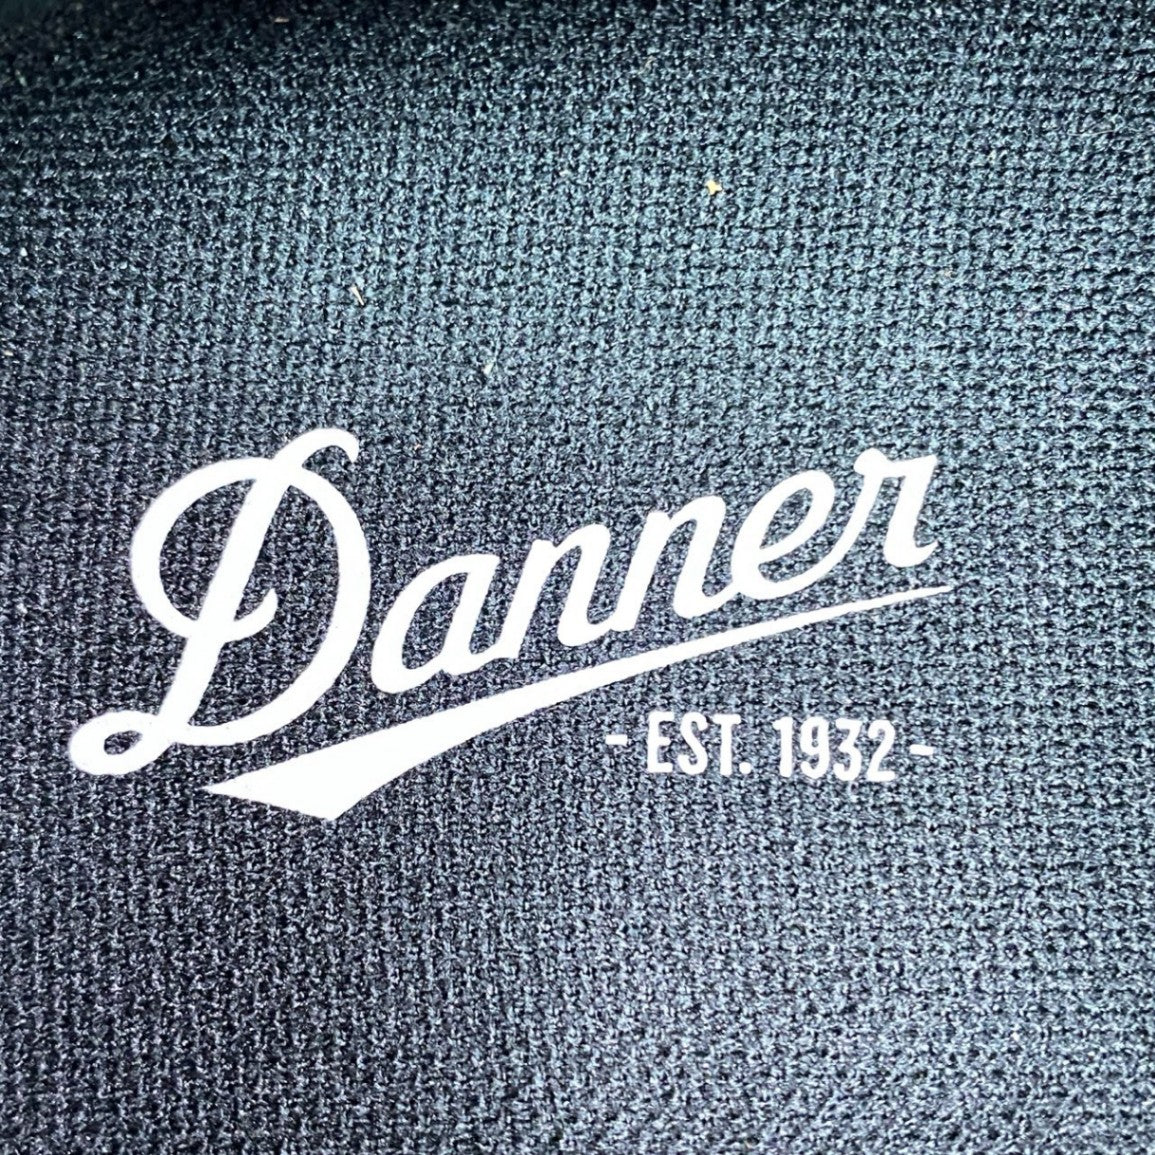 Danner
- EST. 1932 -